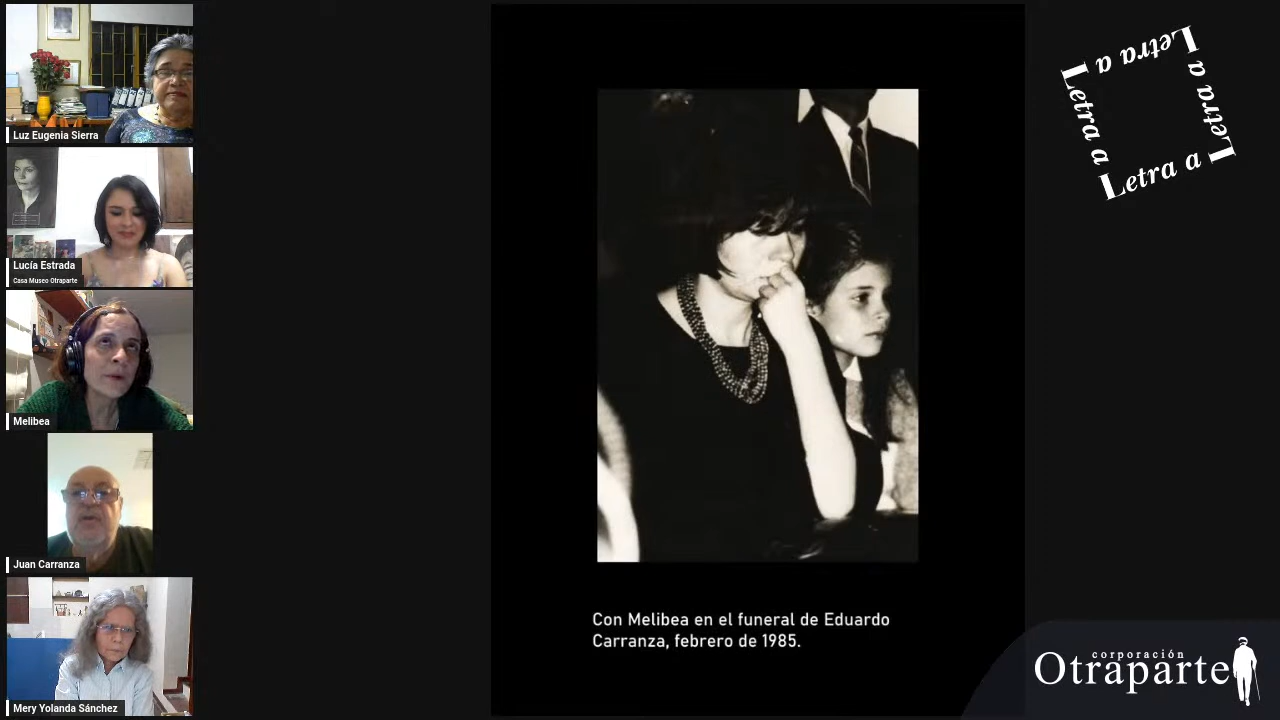 Luz Eugenia Sierra
Lucía Estrada
Casa Museo Otraparte
Melibea
Juan Carranza
Mery Yolanda Sánchez
Con Melibea en el funeral de Eduardo
Carranza, febrero de 1985.
Letra a
Letra a
Letra a
Letra a
corporación
Otraparte